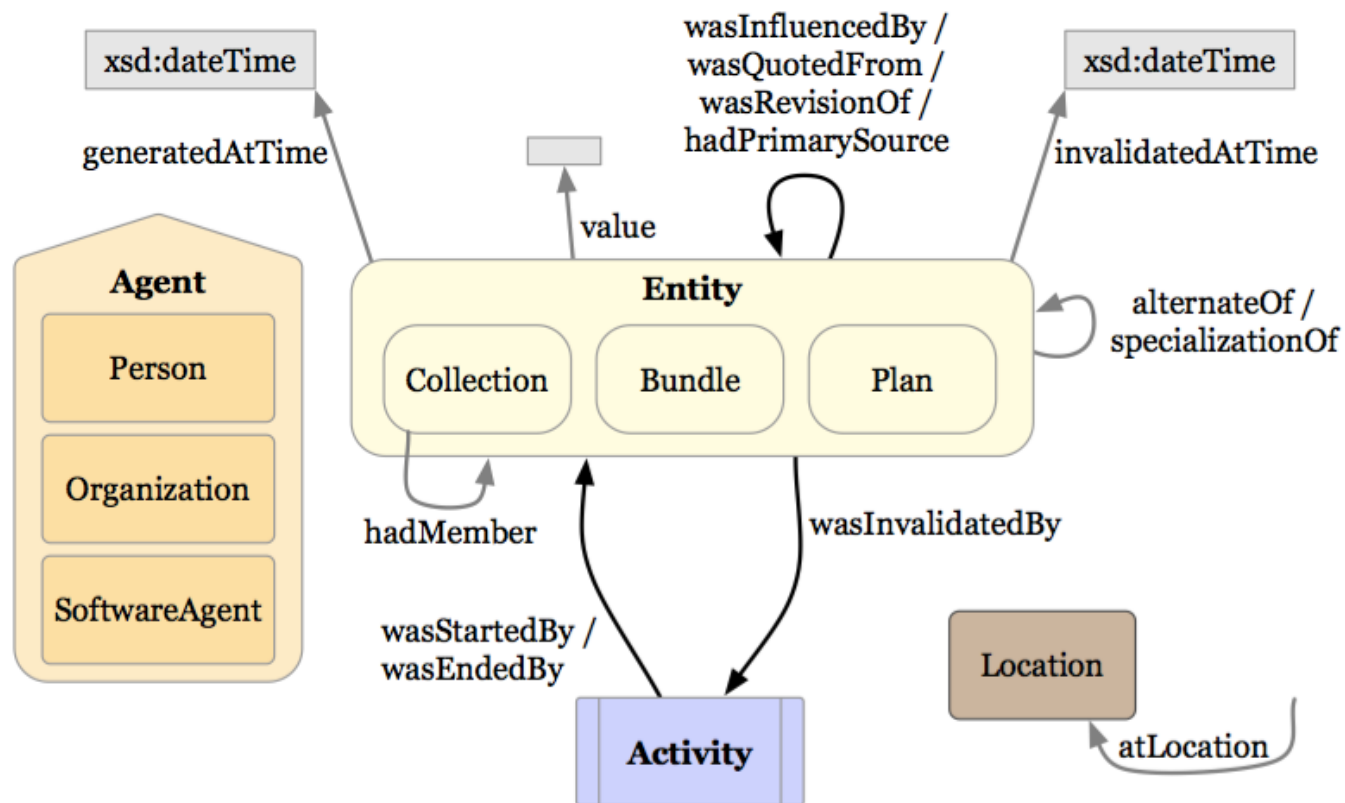 wasInfluencedBy /
wasQuotedFrom /
wasRevisionOf /
hadPrimarySource
xsd:dateTime
xsd:dateTime
generatedAtTime
invalidatedAtTime
value
Agent
Person
Organization
SoftwareAgent
Entity
Collection
Bundle
Plan
alternateOf /
specializationOf
hadMember
wasInvalidatedBy
wasStartedBy /
wasEndedBy
Activity
Location
atLocation